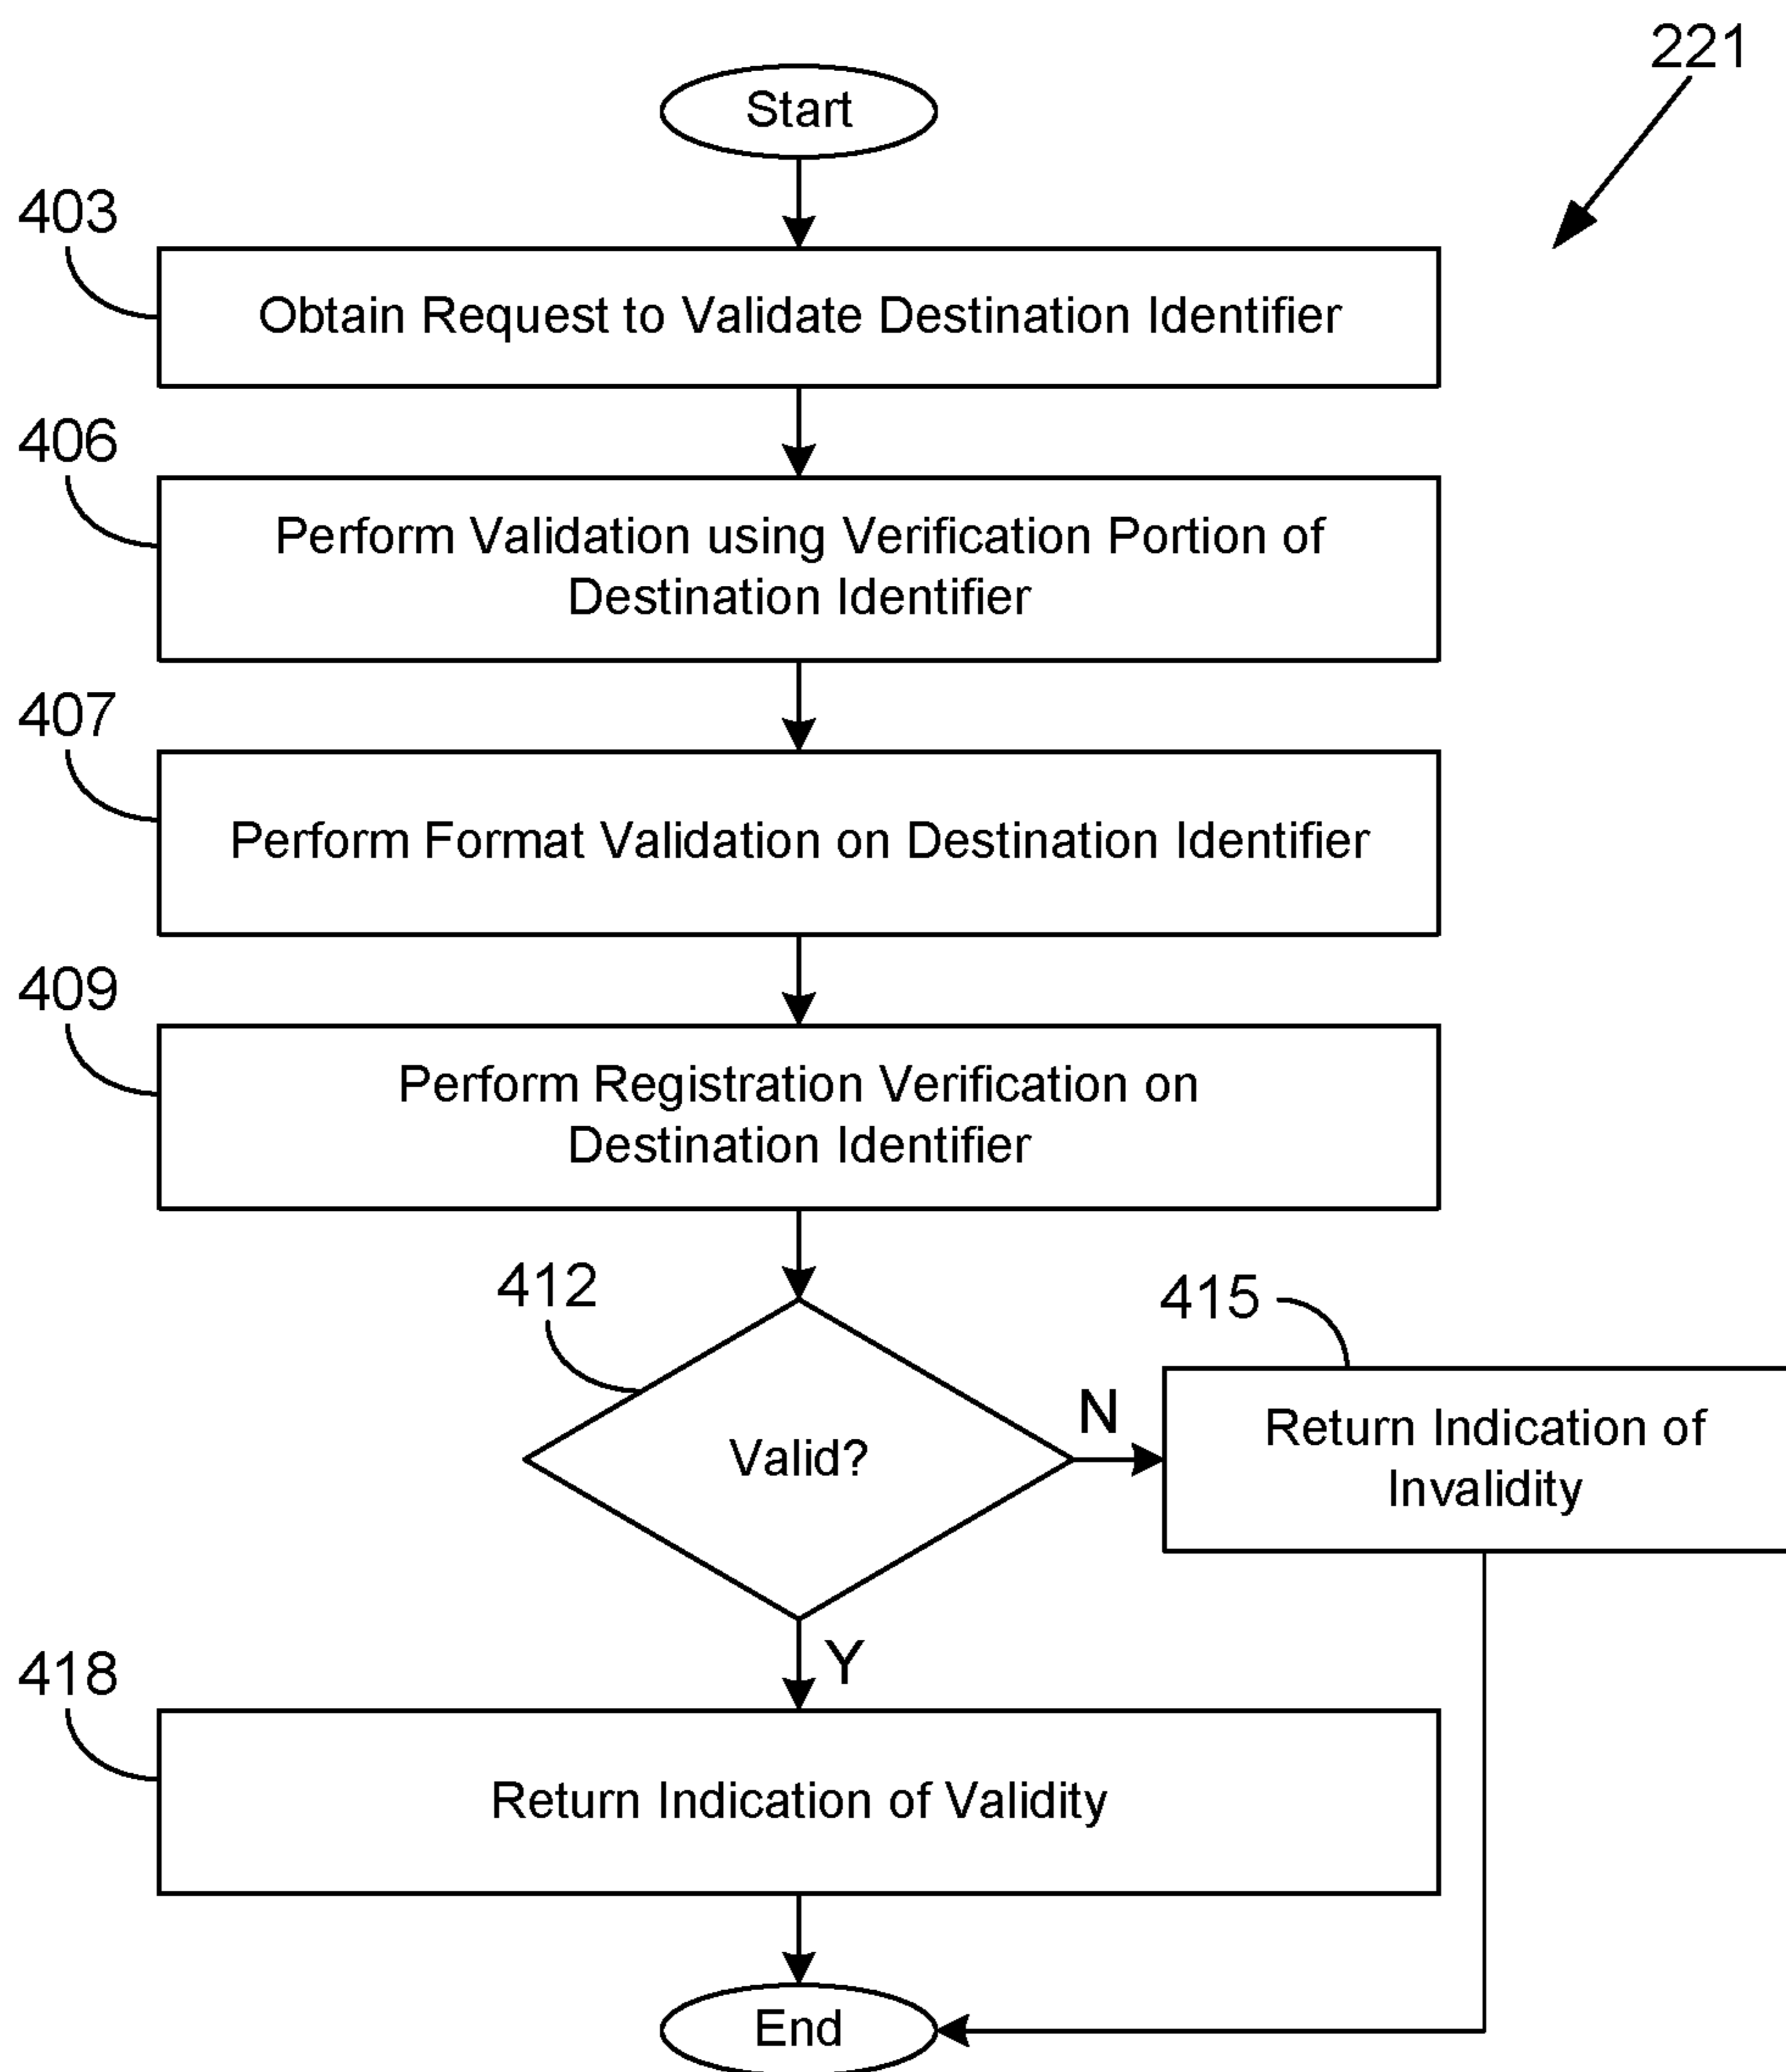 221
Start
403
Obtain Request to Validate Destination Identifier
406
Perform Validation using Verification Portion of
Destination Identifier
407
Perform Format Validation on Destination Identifier
409
Perform Registration Verification on
Destination Identifier
412
Valid?
N
415
Return Indication of
Invalidity
Y
418
Return Indication of Validity
End